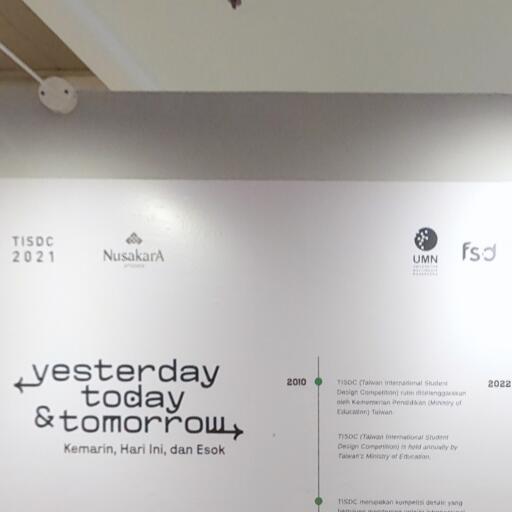 TISDC
2021
NusakarA
UMN
fsd
yesterday
today
&tomorrow
Kemarin, Hari Ini, dan Esok
2010
TISDC (Taiwan International Student
Design Competition) rutin diselenggarakan
oleh Kementerian Pendidikan (Ministry of
Education) Taiwan.
TISDC (Taiwan International Student
Design Competition) is held annually by
Taiwan's Ministry of Education.
TISDC merupakan kompetisi desain yang
2022